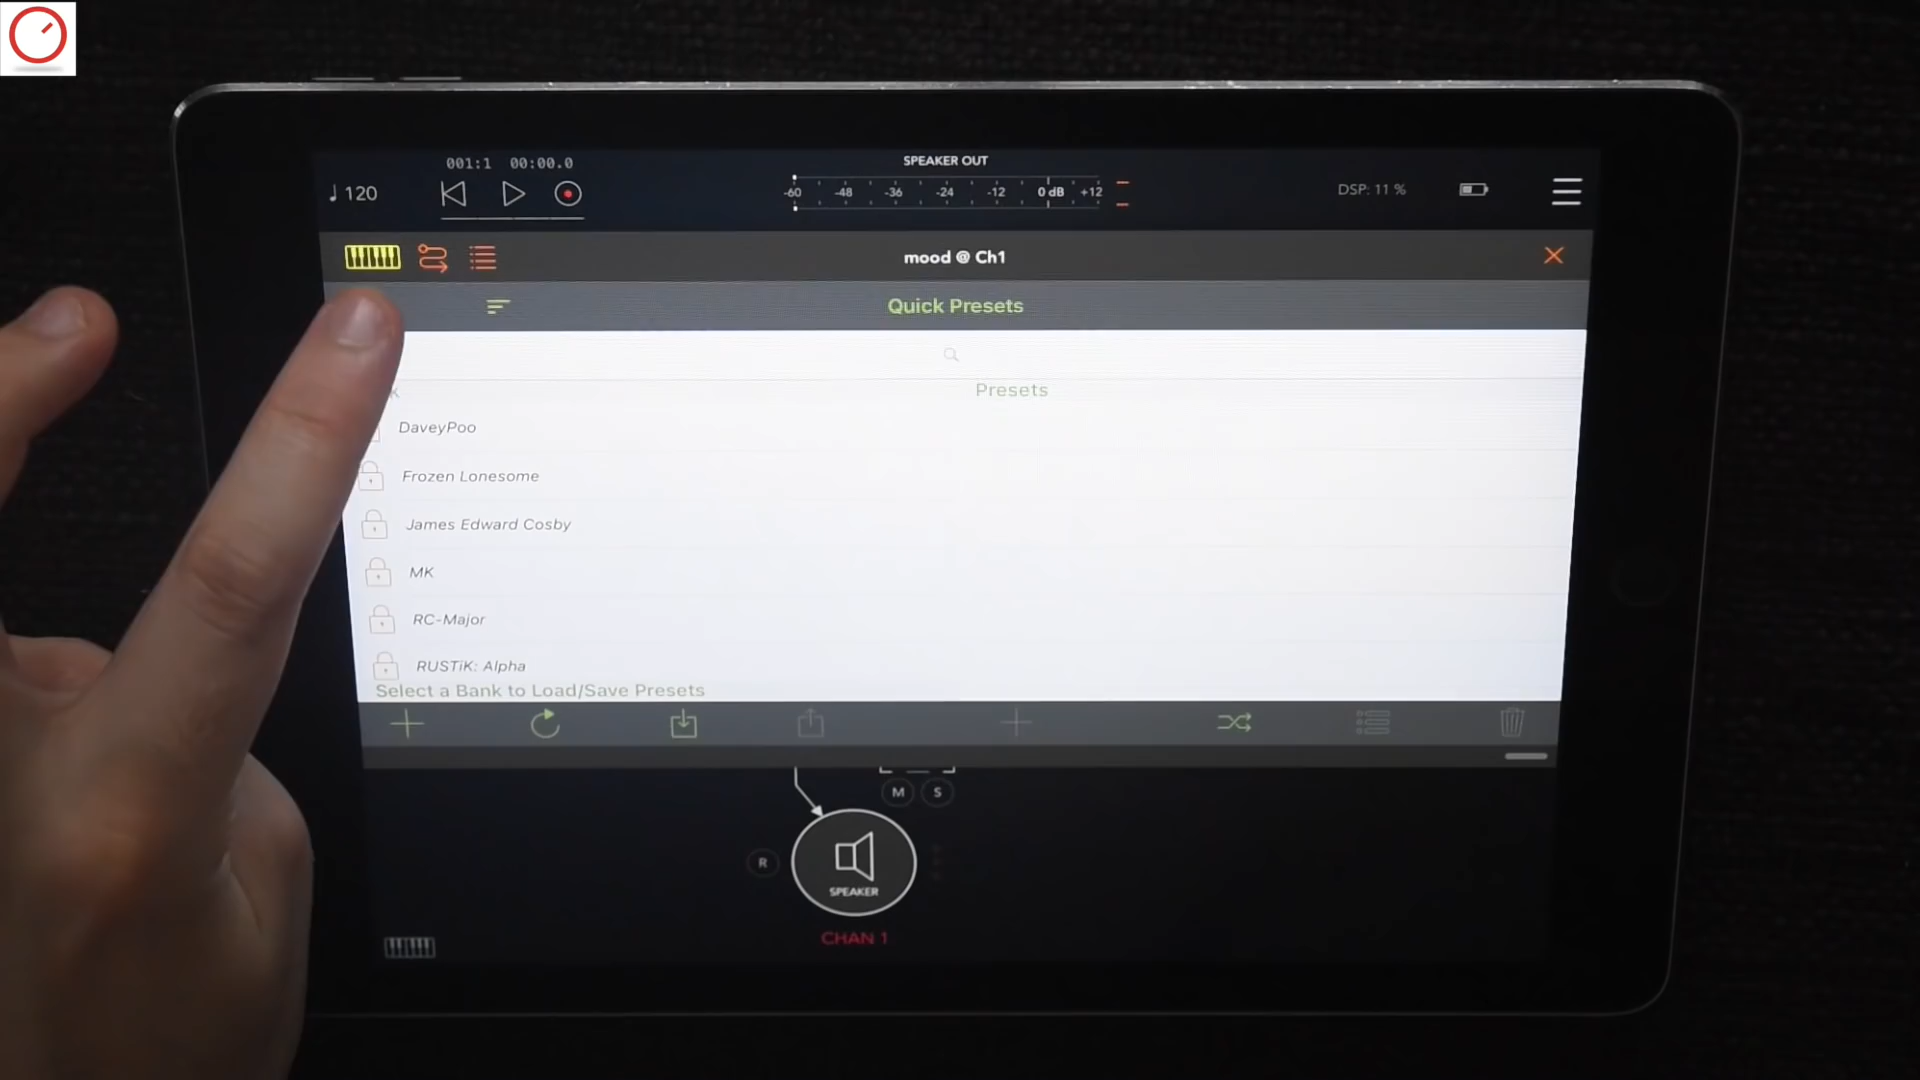 001:1 00:00.0
SPEAKER OUT
120
-60 -48 -36 -24 -12 0 dB +12
DSP: 11 %
mood @ Ch1
Quick Presets
Presets
DaveyPoo
Frozen Lonesome
James Edward Cosby
MK
RC-Major
RUSTiK: Alpha
Select a Bank to Load/Save Presets
M S
R
SPEAKER
CHAN 1